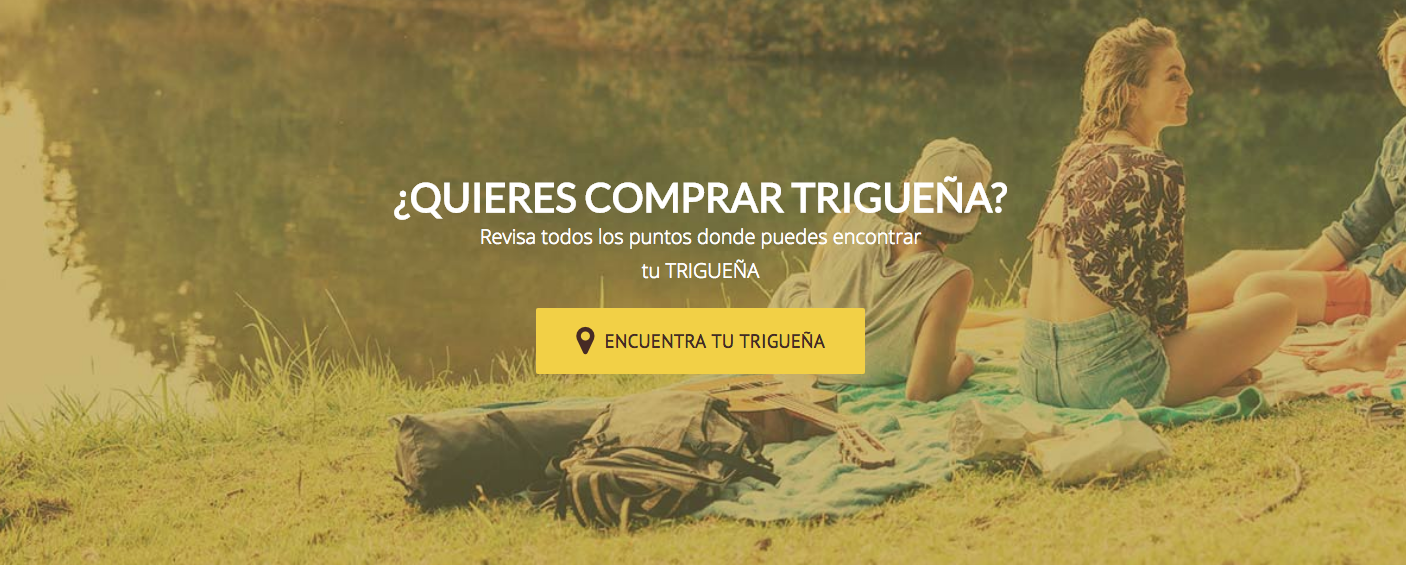 ¿QUIERES COMPRAR TRIGUEÑA?
Revisa todos los puntos donde puedes encontrar
tu TRIGUEÑA
ENCUENTRA TU TRIGUEÑA